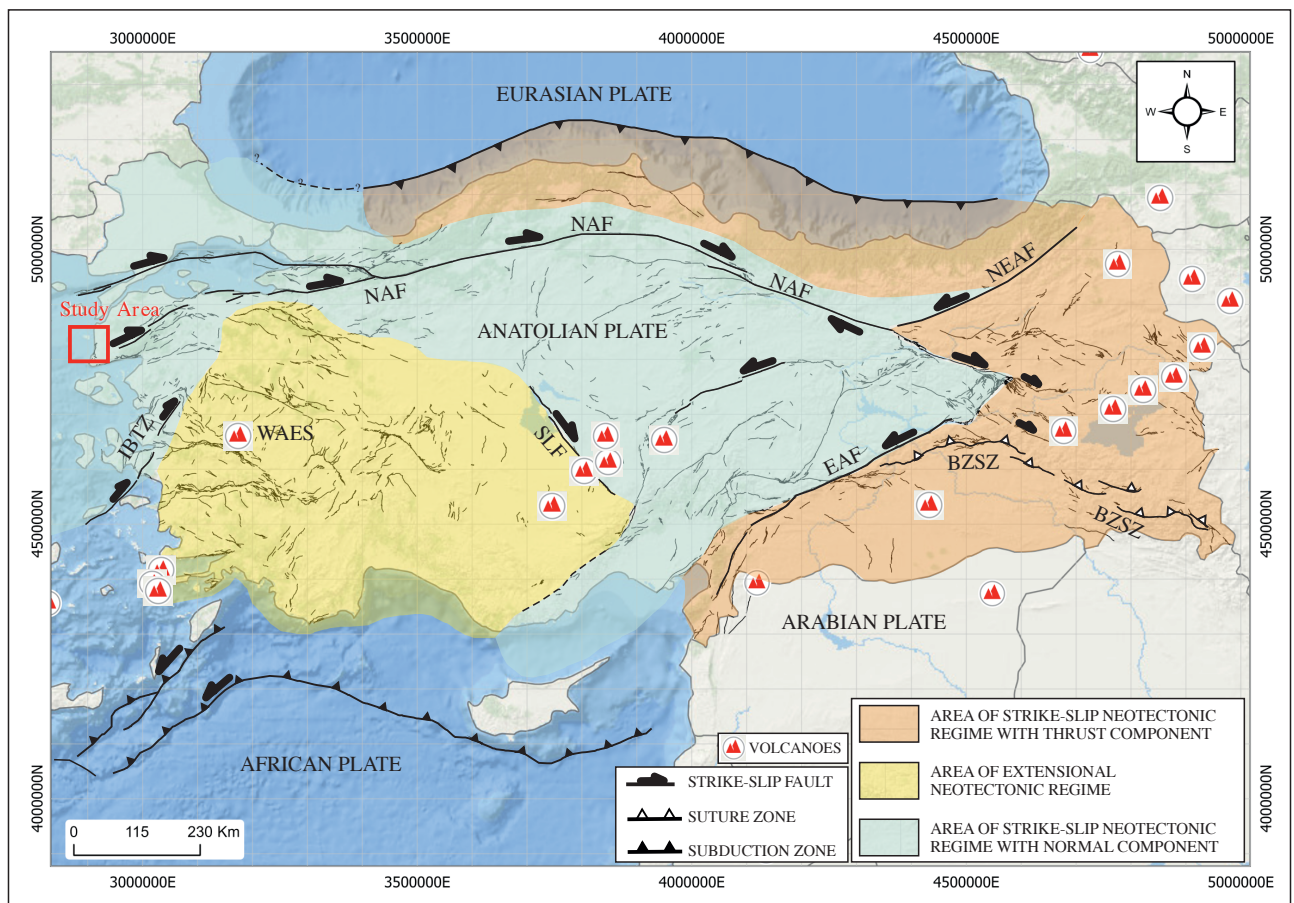 3000000E 3500000E 4000000E 4500000E 5000000E
N
W E
S
EURASIAN PLATE
?
? ?
5000000N
5000000N
NAF
NEAF
NAF
NAF
Study Area
ANATOLIAN PLATE
IBTZ
WAES
SLF
EAF
BZSZ
BZSZ
4500000N
4500000N
ARABIAN PLATE
AFRICAN PLATE
VOLCANOES
STRIKE-SLIP FAULT
SUTURE ZONE
SUBDUCTION ZONE
AREA OF STRIKE-SLIP NEOTECTONIC
REGIME WITH THRUST COMPONENT
AREA OF EXTENSIONAL
NEOTECTONIC REGIME
AREA OF STRIKE-SLIP NEOTECTONIC
REGIME WITH NORMAL COMPONENT
4000000N
4000000N
0 115 230 Km
3000000E 3500000E 4000000E 4500000E 5000000E